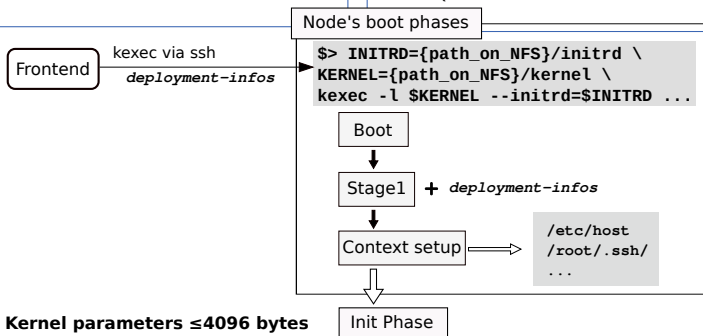 Node's boot phases
kexec via ssh
Frontend
deployment-infos
$> INITRD={path_on_NFS}/initrd \
KERNEL={path_on_NFS}/kernel \
kexec -l $KERNEL --initrd=$INITRD ...
Boot
Stage1
+ deployment-infos
Context setup
/etc/host
/root/.ssh/
...
Kernel parameters ≤4096 bytes
Init Phase